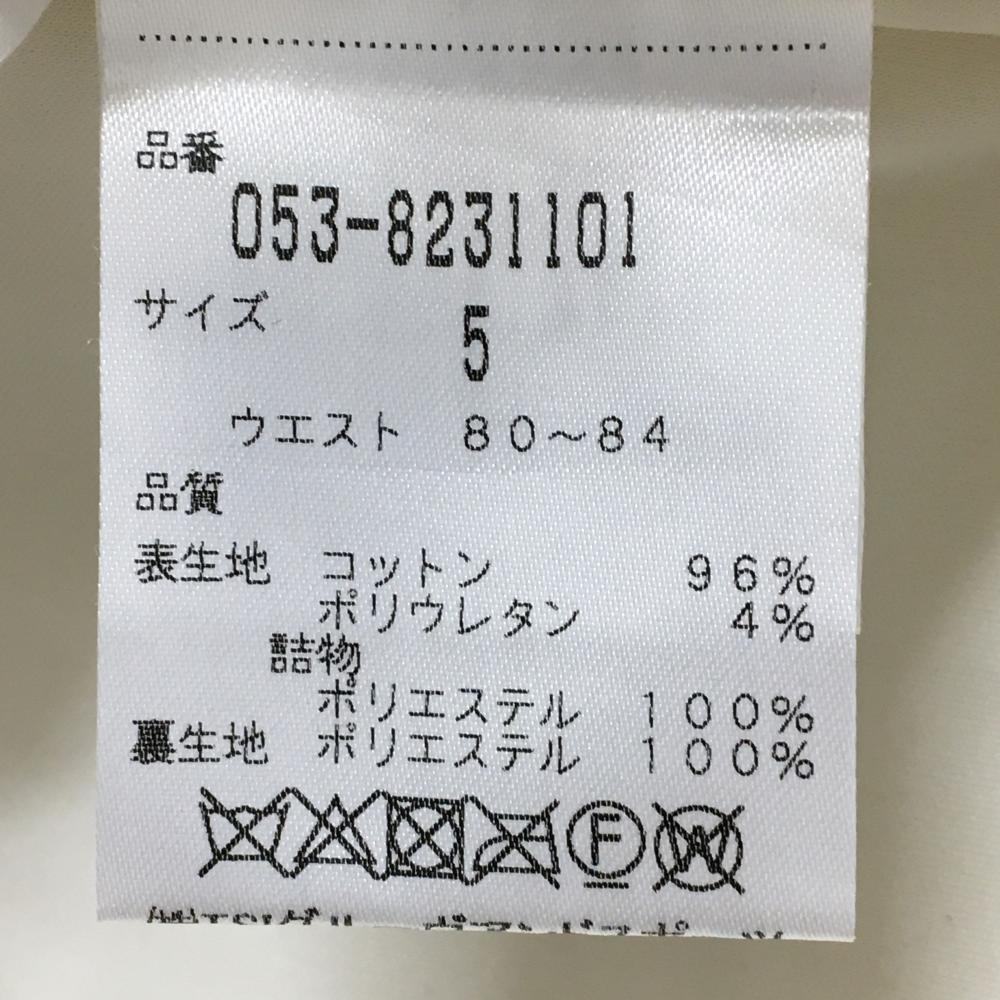 品番
053-8231101
サイズ 5
ウエスト 80～84
品質
表生地 コットン 96%
ポリウレタン 4%
詰物
ポリエステル 100%
裏生地 ポリエステル 100%
F W